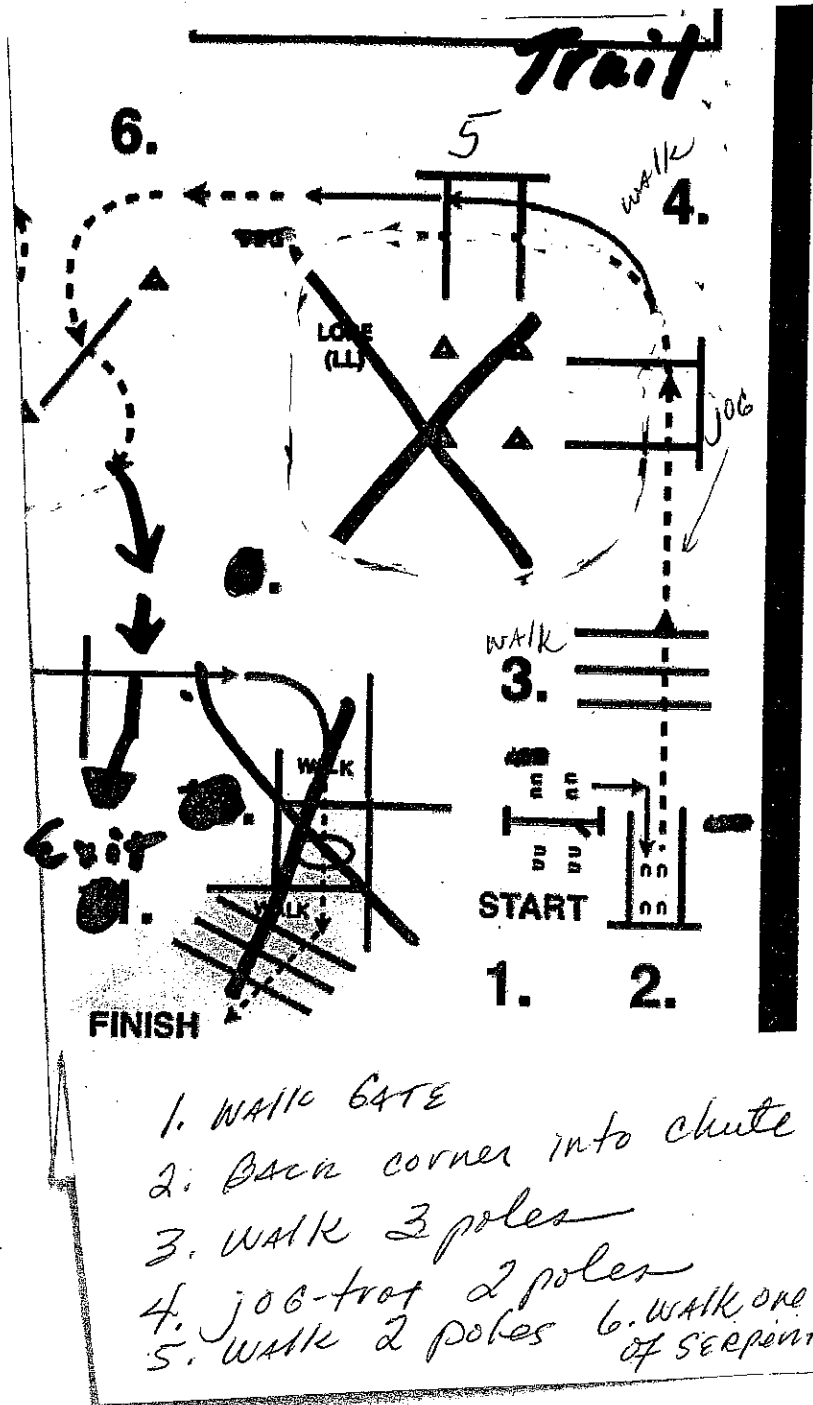 Trail
6.
5
walk
4.
LOPE
(LL)
jog
walk
3.
WALK
Exit
WALK
START
1.
2.
FINISH
1. WALK GATE
2. Back corner into chute
3. Walk 3 poles
4. jog-trot 2 poles
5. Walk 2 poles
6. Walk one
of SERPENT